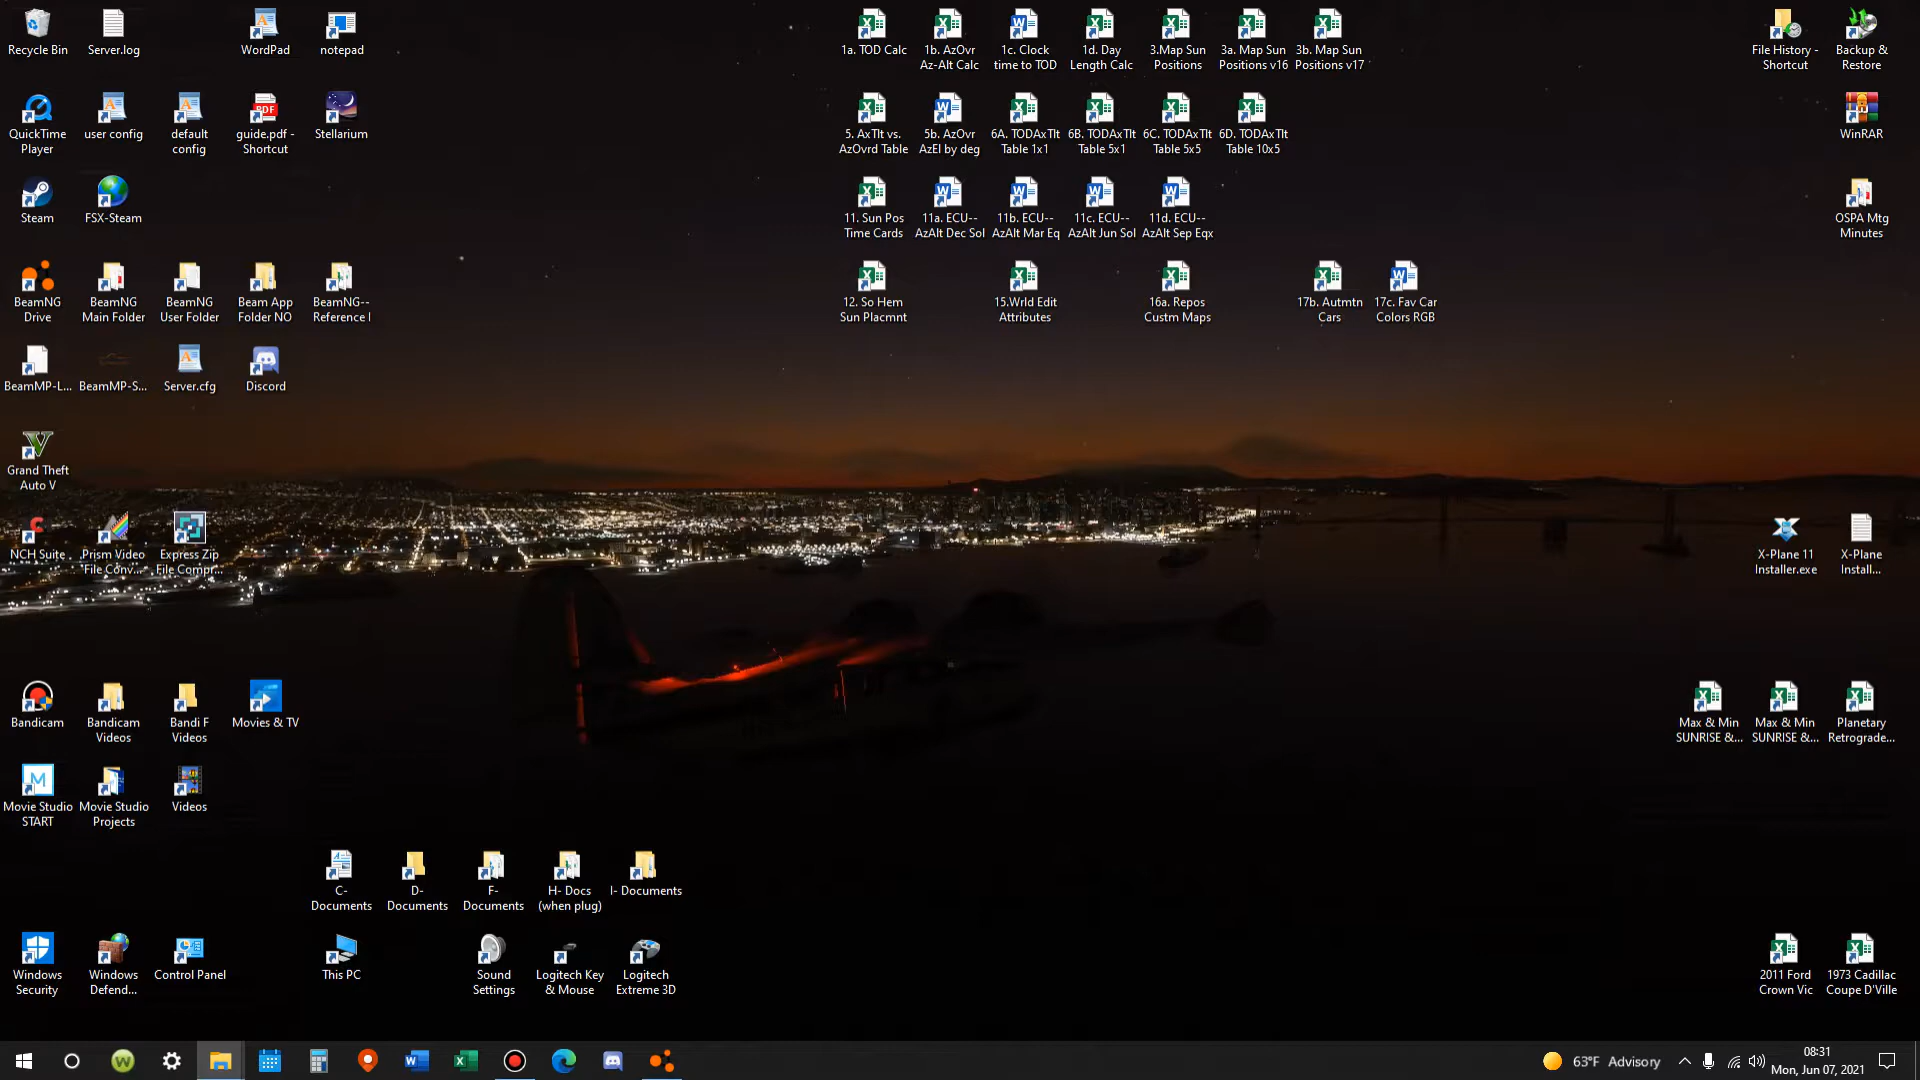 Recycle Bin
Server.log
WordPad
notepad
1a. TOD Calc
1b. AzOvr
Az-Alt Calc
1c. Clock
time to TOD
1d. Day
Length Calc
3.Map Sun
Positions
3a. Map Sun
Positions v16
3b. Map Sun
Positions v17
File History -
Shortcut
Backup &
Restore
QuickTime
Player
user config
default
config
PDF
guide.pdf -
Shortcut
Stellarium
5. AxTlt vs.
AzOvrd Table
5b. AzOvr
AzEl by deg
6A. TODAxTlt
Table 1x1
6B. TODAxTlt
Table 5x1
6C. TODAxTlt
Table 5x5
6D. TODAxTlt
Table 10x5
WinRAR
Steam
FSX-Steam
11. Sun Pos
Time Cards
11a. ECU--
AzAlt Dec Sol
11b. ECU--
AzAlt Mar Eq
11c. ECU--
AzAlt Jun Sol
11d. ECU--
AzAlt Sep Eqx
OSPA Mtg
Minutes
BeamNG
Drive
BeamNG
Main Folder
BeamNG
User Folder
Beam App
Folder NO
BeamNG--
Reference I
12. So Hem
Sun Placmnt
15.Wrld Edit
Attributes
16a. Repos
Custm Maps
17b. Autmtn
Cars
17c. Fav Car
Colors RGB
BeamMP-L...
BeamMP-S...
Server.cfg
Discord
Grand Theft
Auto V
NCH Suite
Prism Video
File Conv...
Express Zip
File Compr...
X-Plane 11
Installer.exe
X-Plane
Install...
Bandicam
Bandicam
Videos
Bandi F
Videos
Movies & TV
Max & Min
SUNRISE &...
Max & Min
SUNRISE &...
Planetary
Retrograde...
Movie Studio
START
Movie Studio
Projects
Videos
C-
Documents
D-
Documents
F-
Documents
H- Docs
(when plug)
I- Documents
Windows
Security
Windows
Defend...
Control Panel
This PC
Sound
Settings
Logitech Key
& Mouse
Logitech
Extreme 3D
2011 Ford
Crown Vic
1973 Cadillac
Coupe D'Ville
63°F Advisory
08:31
Mon, Jun 07, 2021